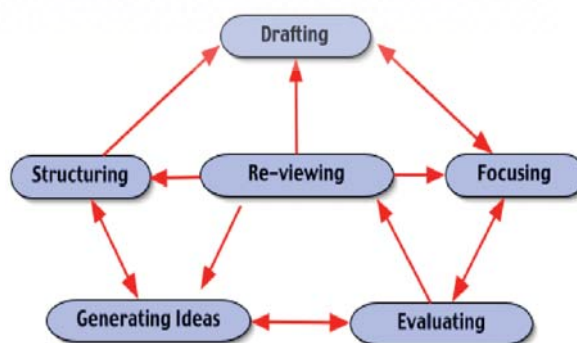 Drafting
Structuring
Re-viewing
Focusing
Generating Ideas
Evaluating